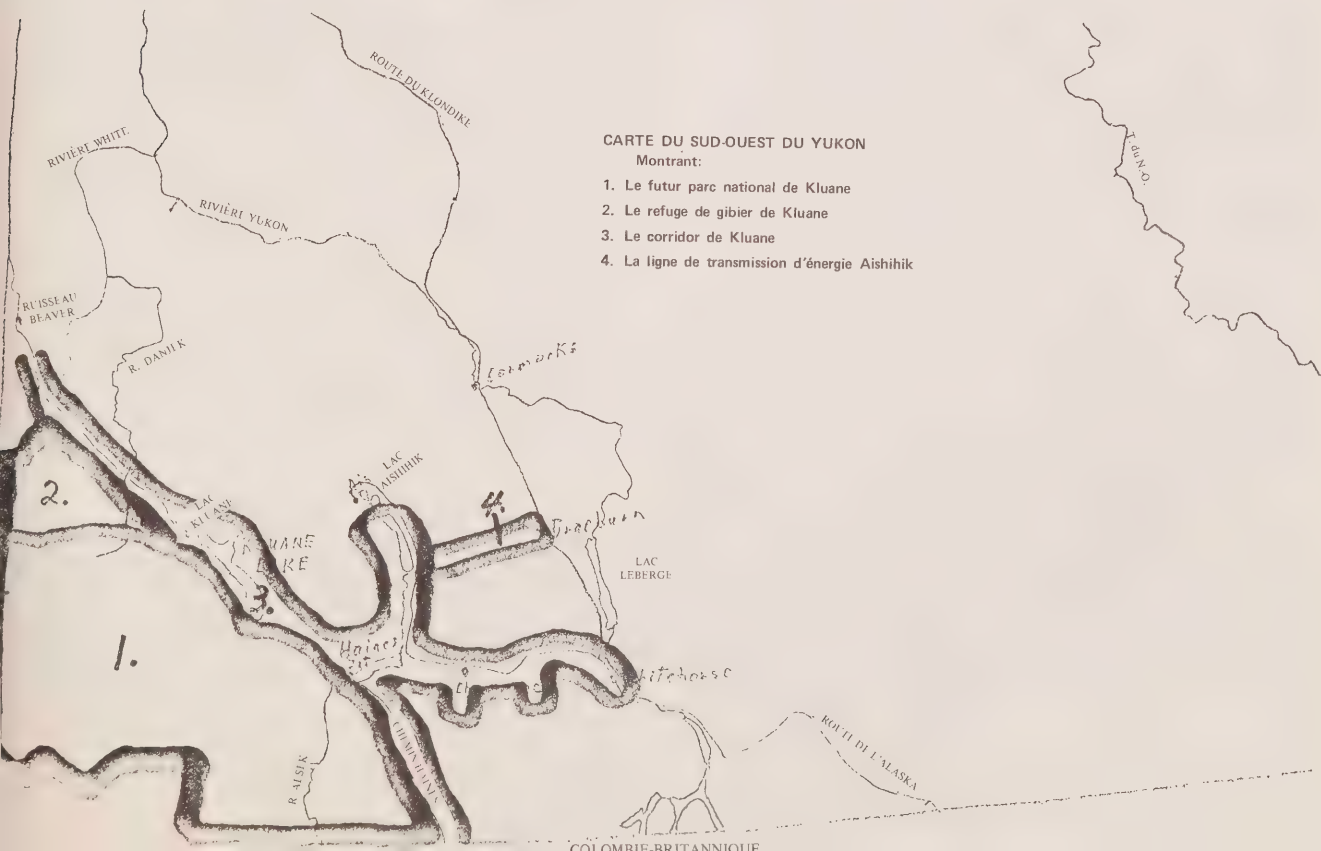 ROUTE DU KLONDIKE
RIVIÈRE WHITE
CARTE DU SUD-OUEST DU YUKON
Montrant:
1. Le futur parc national de Kluane
2. Le refuge de gibier de Kluane
3. Le corridor de Kluane
4. La ligne de transmission d'énergie Aishihik
T. du N.O.
RIVIÈRE YUKON
RUISSEAU
BEAVER
R. DANJEK
LAC
AISHIHIK
2.
LAC
KLUANE
4.
LAC
LEBERGE
3.
Haines
1.
CHEMIN HAINES
R. ALSEK
ROUTE DE L'ALASKA
COLOMBIE-BRITANNIQUE